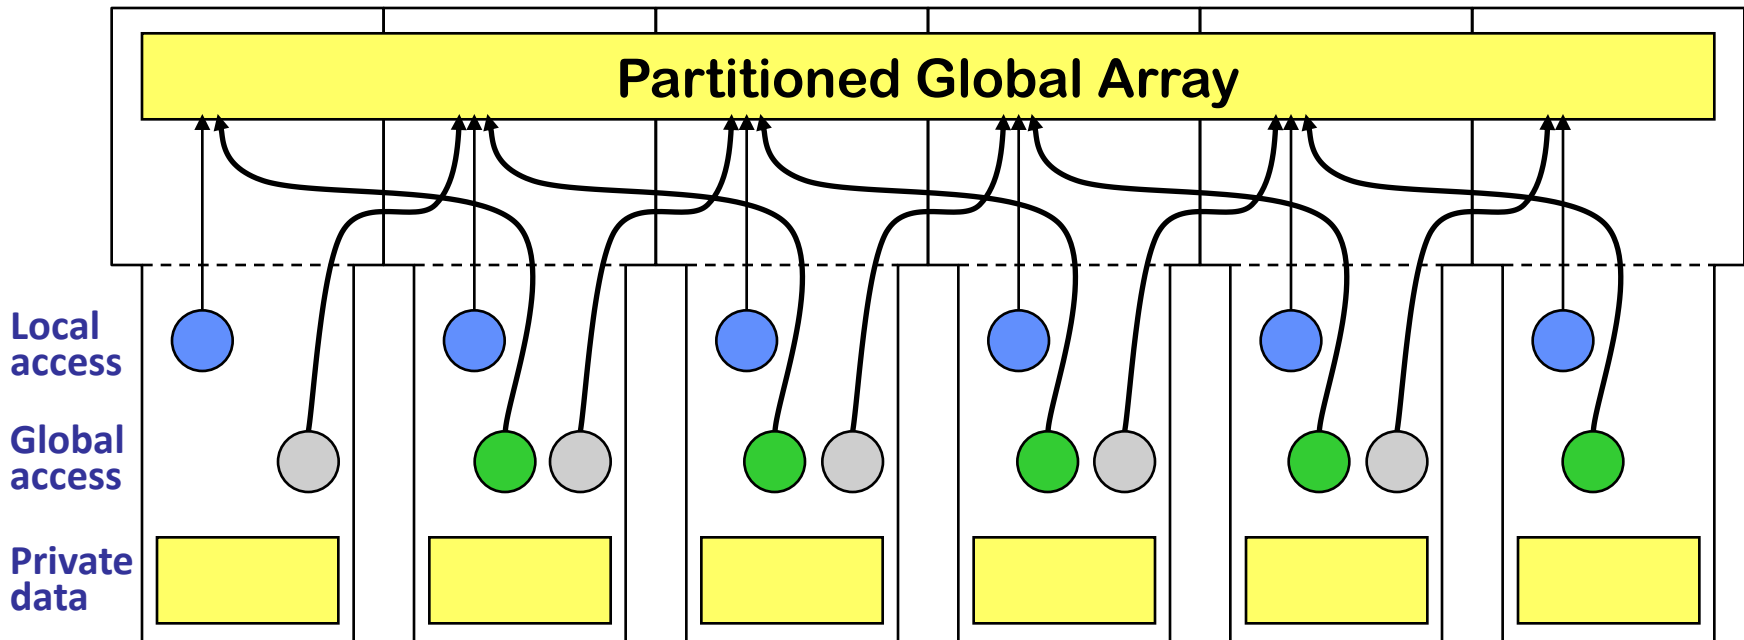 Partitioned Global Array
Local
access
Global
access
Private
data